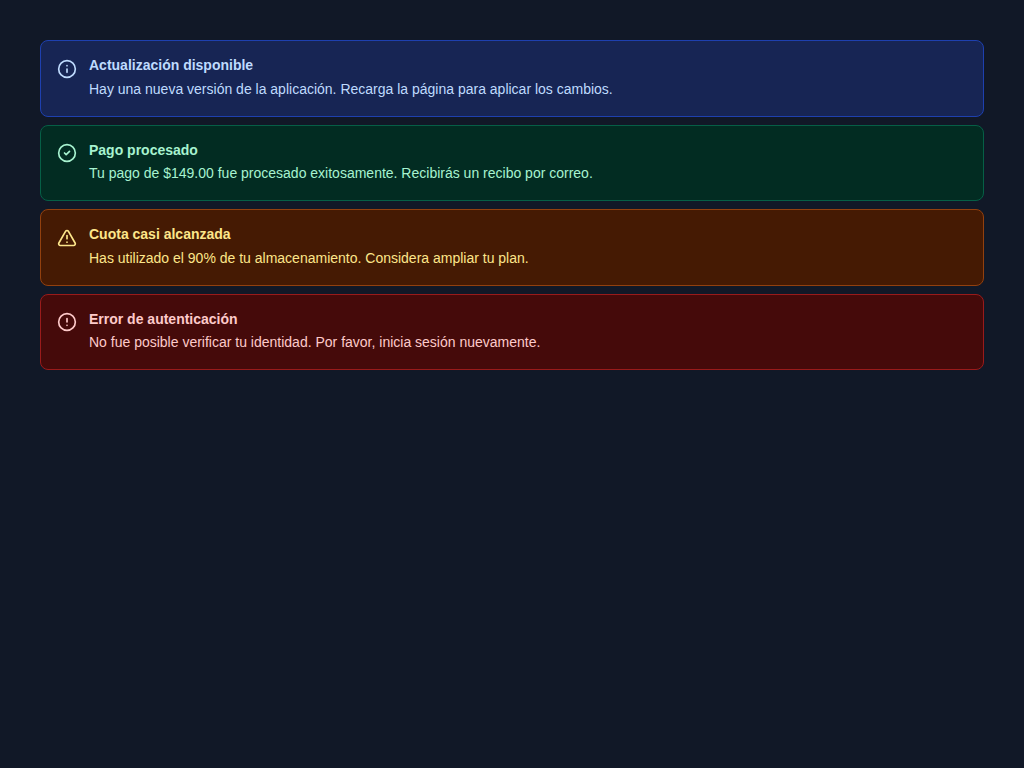 Actualización disponible
Hay una nueva versión de la aplicación. Recarga la página para aplicar los cambios.
Pago procesado
Tu pago de $149.00 fue procesado exitosamente. Recibirás un recibo por correo.
Cuota casi alcanzada
Has utilizado el 90% de tu almacenamiento. Considera ampliar tu plan.
Error de autenticación
No fue posible verificar tu identidad. Por favor, inicia sesión nuevamente.